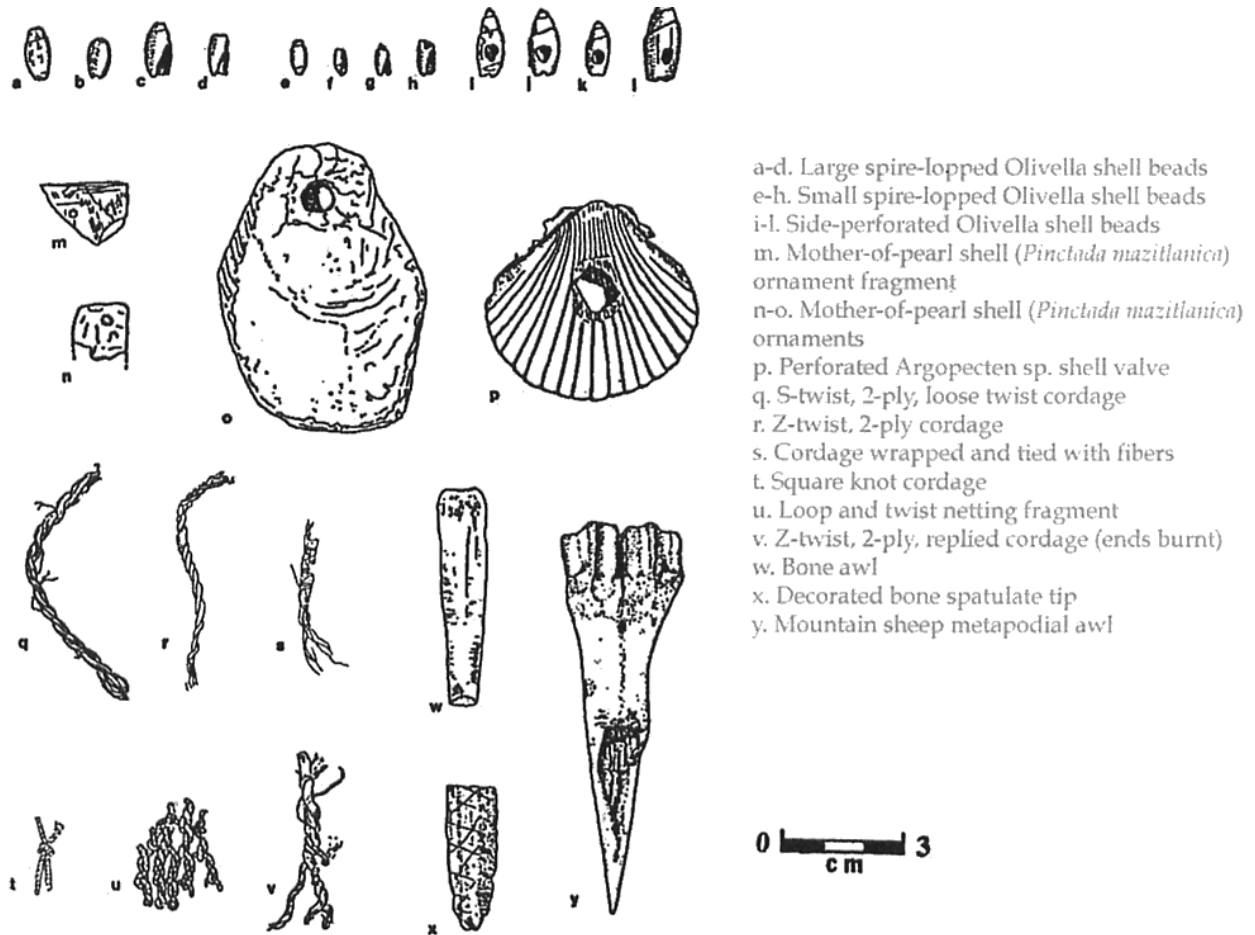 a b c d e f g h i j k l
a-d. Large spire-lopped Olivella shell beads
e-h. Small spire-lopped Olivella shell beads
i-l. Side-perforated Olivella shell beads
m. Mother-of-pearl shell (Pinctada mazitlanica)
ornament fragment
n-o. Mother-of-pearl shell (Pinctada mazitlanica)
ornaments
p. Perforated Argopecten sp. shell valve
q. S-twist, 2-ply, loose twist cordage
r. Z-twist, 2-ply cordage
s. Cordage wrapped and tied with fibers
t. Square knot cordage
u. Loop and twist netting fragment
v. Z-twist, 2-ply, replied cordage (ends burnt)
w. Bone awl
x. Decorated bone spatulate tip
y. Mountain sheep metapodial awl
m
n
o
p
q r s
w
t u v
x
y
0 3
cm